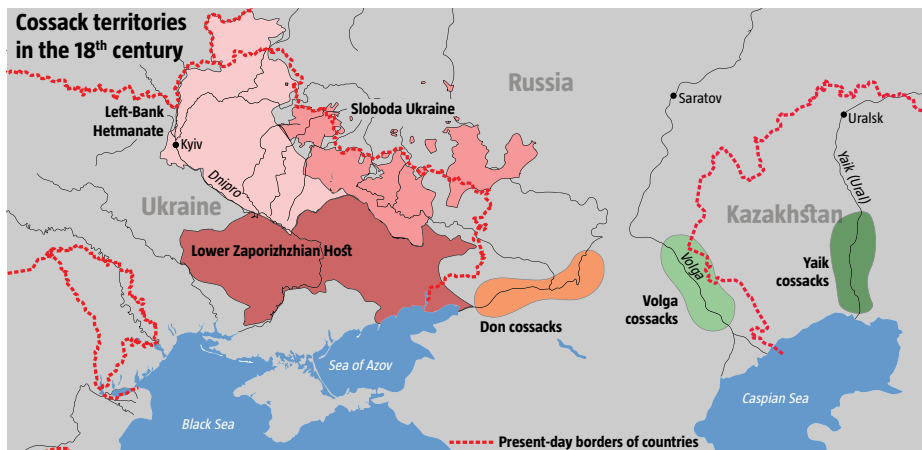 Cossack territories
in the 18th century
Russia
Saratov
Left-Bank
Hetmanate
Sloboda Ukraine
Uralsk
Kyiv
Dnipro
Yaik (Ural)
Ukraine
Kazakhstan
Lower Zaporizhzhian Host
Volga
Yaik
cossacks
Volga
cossacks
Don cossacks
Sea of Azov
Caspian Sea
Black Sea
Present-day borders of countries